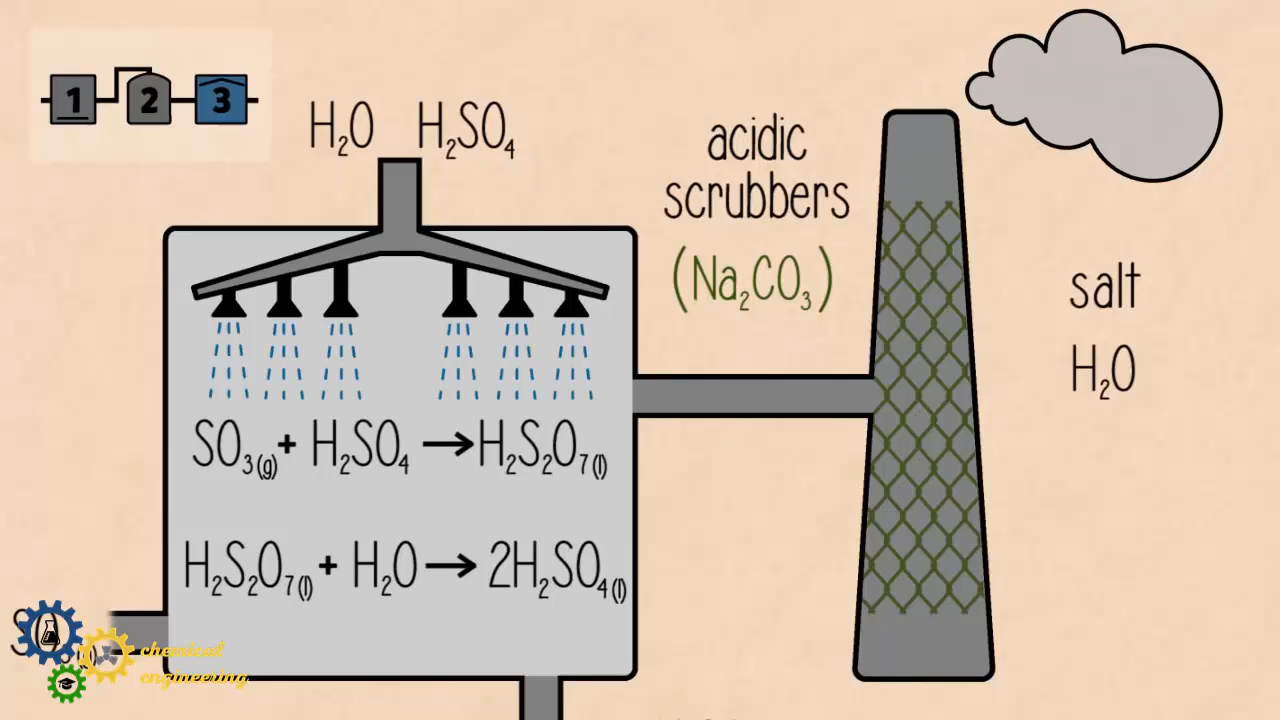 1 2 3
H₂O H₂SO₄
acidic
scrubbers
(Na₂CO₃)
salt
H₂O
SO₃(g) + H₂SO₄ → H₂S₂O₇(l)
H₂S₂O₇(l) + H₂O → 2H₂SO₄(l)
chemical
engineering